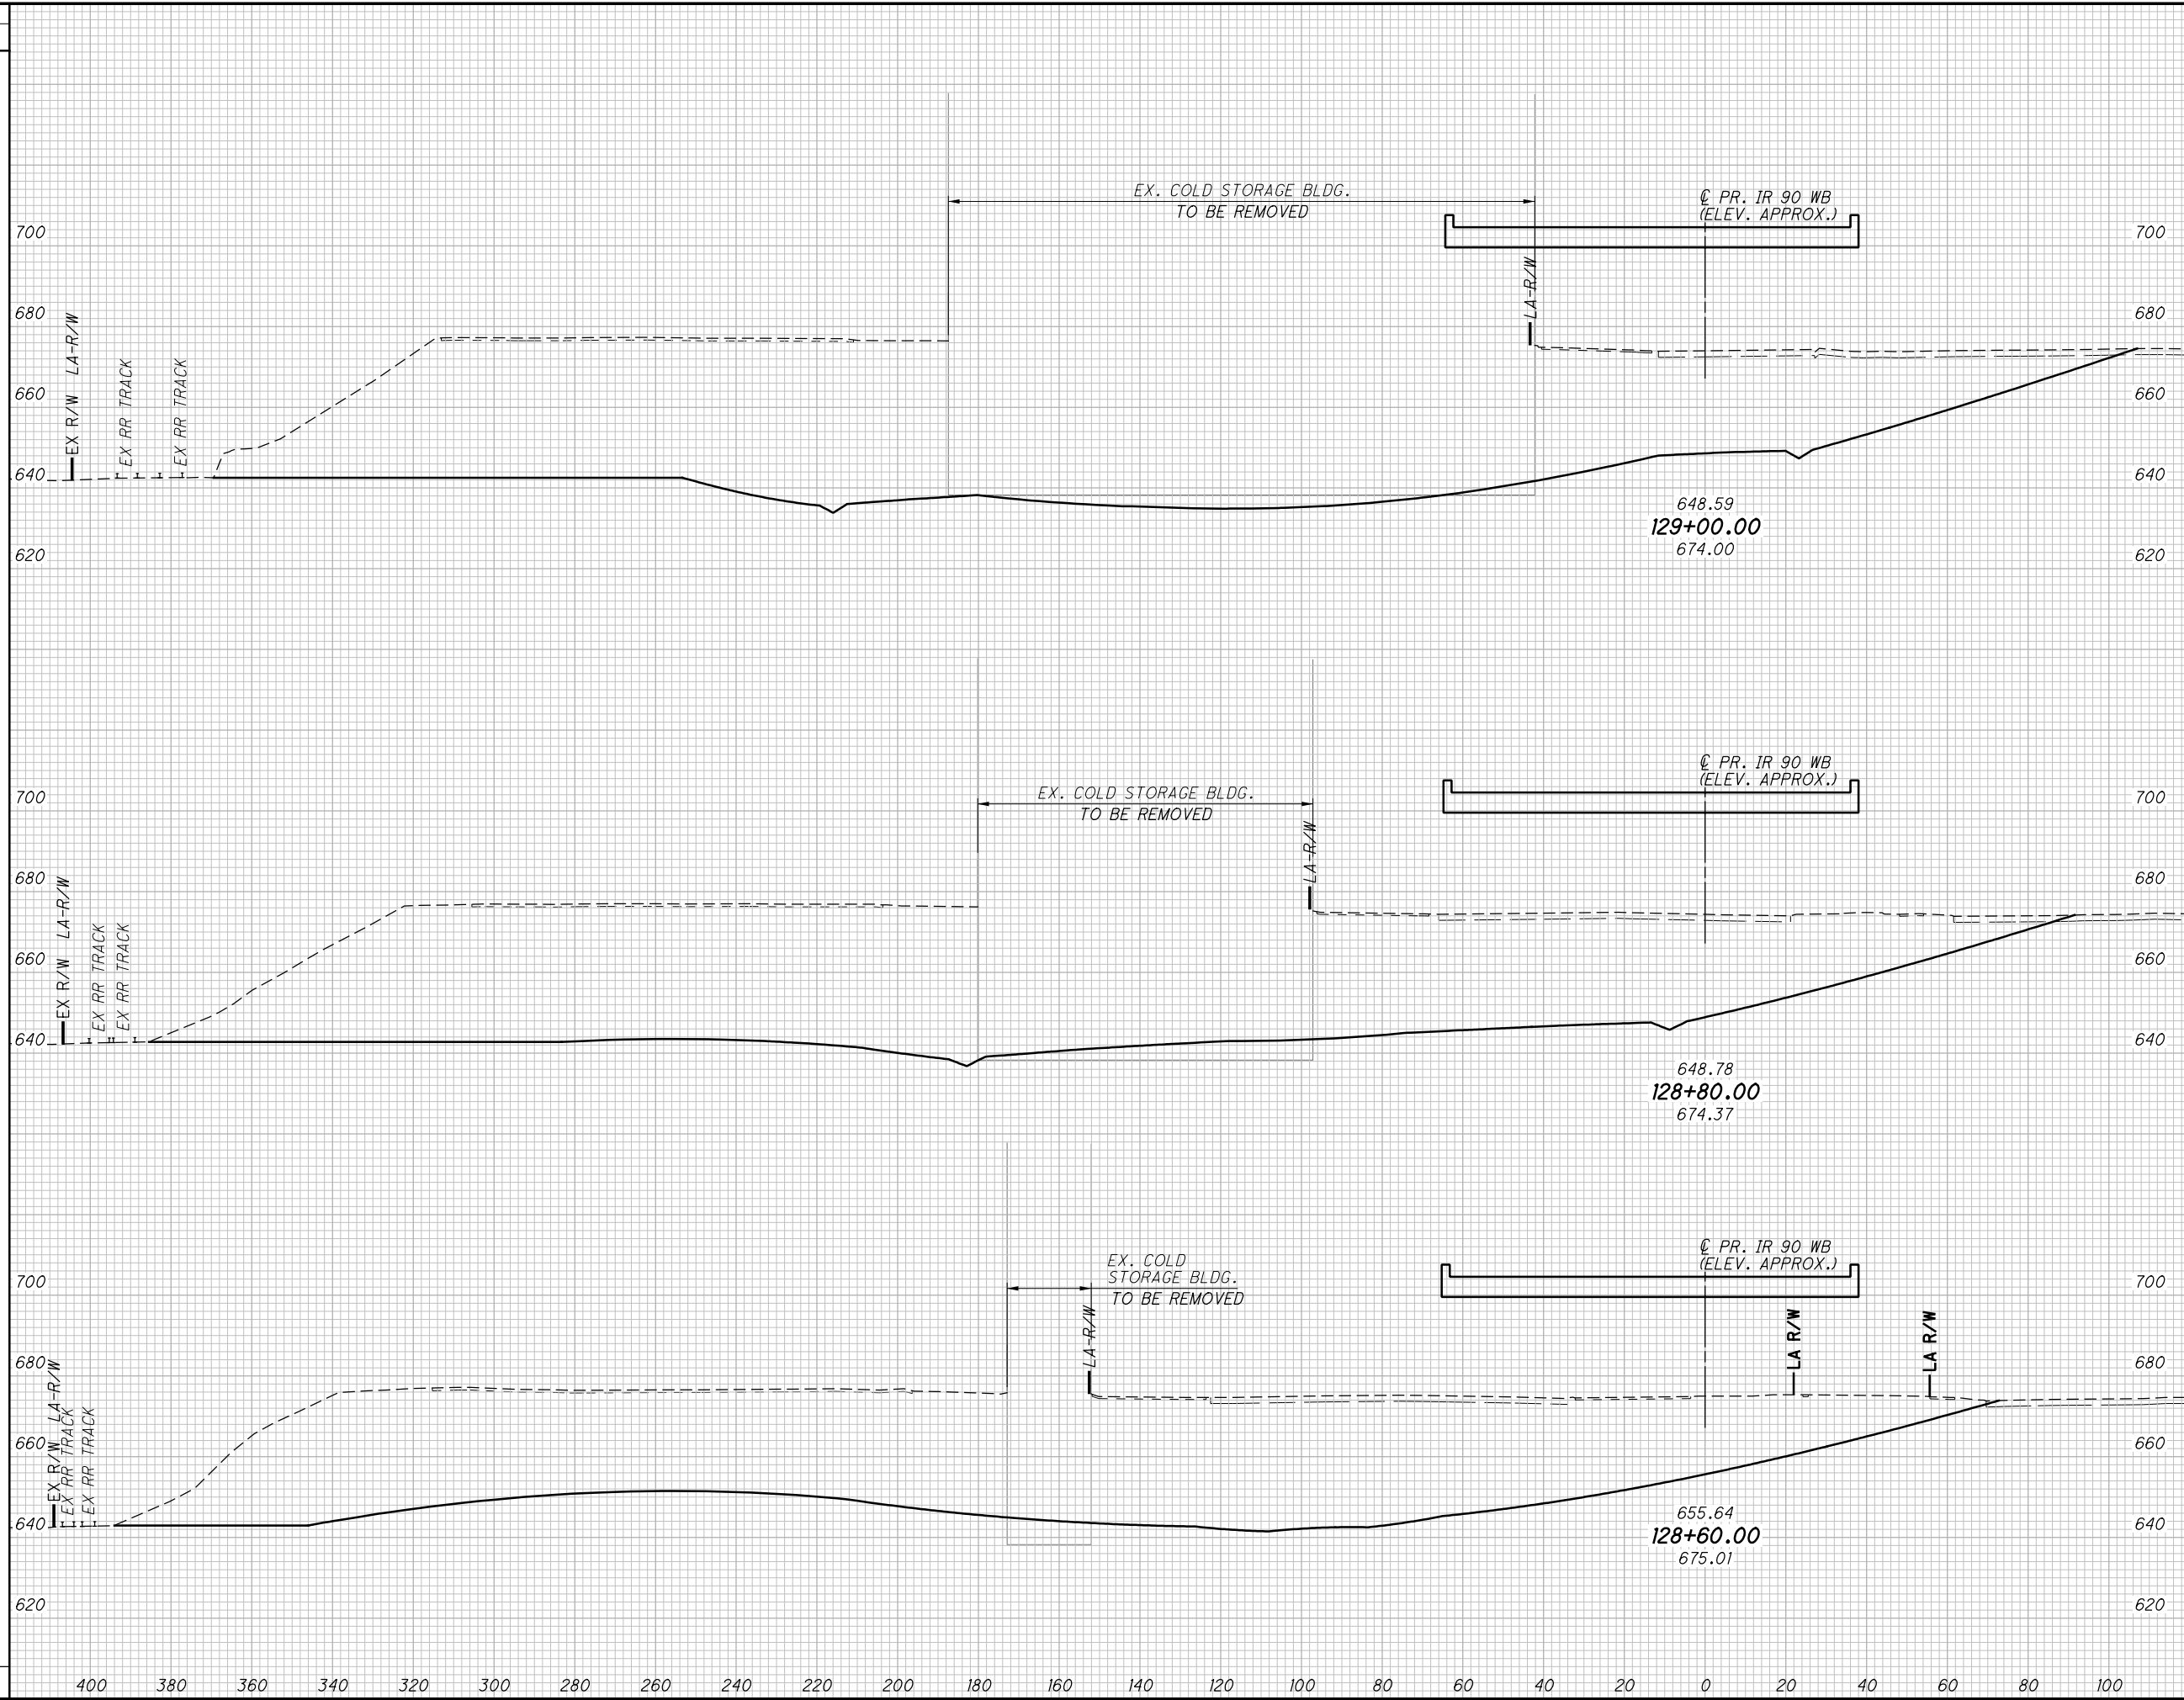 EX. COLD STORAGE BLDG.
TO BE REMOVED
℄ PR. IR 90 WB
(ELEV. APPROX.)
700
700
LA-R/W
680
680
EX R/W LA-R/W
EX RR TRACK
EX RR TRACK
660
660
640
640
648.59
129+00.00
674.00
620
620
℄ PR. IR 90 WB
(ELEV. APPROX.)
EX. COLD STORAGE BLDG.
TO BE REMOVED
700
700
LA-R/W
680
680
EX R/W LA-R/W
EX RR TRACK
EX RR TRACK
660
660
640
640
648.78
128+80.00
674.37
℄ PR. IR 90 WB
(ELEV. APPROX.)
EX. COLD
STORAGE BLDG.
TO BE REMOVED
700
700
LA-R/W
LA R/W
LA R/W
680
680
EX R/W LA-R/W
EX RR TRACK
EX RR TRACK
660
660
640
640
655.64
128+60.00
675.01
620
620
400 380 360 340 320 300 280 260 240 220 200 180 160 140 120 100 80 60 40 20 0 20 40 60 80 100